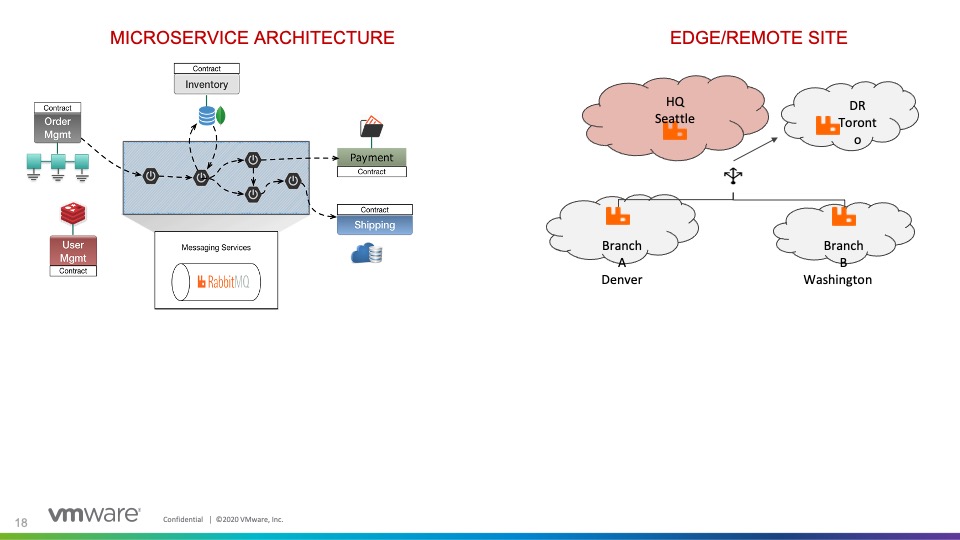 MICROSERVICE ARCHITECTURE
Contract
Inventory
Contract
Order
Mgmt
Payment
Contract
Contract
Shipping
User
Mgmt
Contract
Messaging Services
RabbitMQ
EDGE/REMOTE SITE
HQ
Seattle
DR
Toront
o
Branch
A
Denver
Branch
B
Washington
18
vmware®
Confidential | ©2020 VMware, Inc.